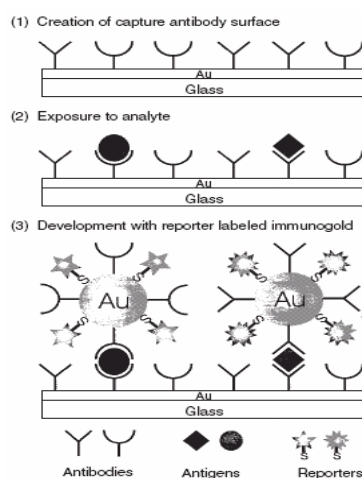 (1) Creation of capture antibody surface
Au
Glass
(2) Exposure to analyte
Au
Glass
(3) Development with reporter labeled immunogold
S S S S
Au Au
S S S S
Au
Glass
S S
Antibodies Antigens Reporters